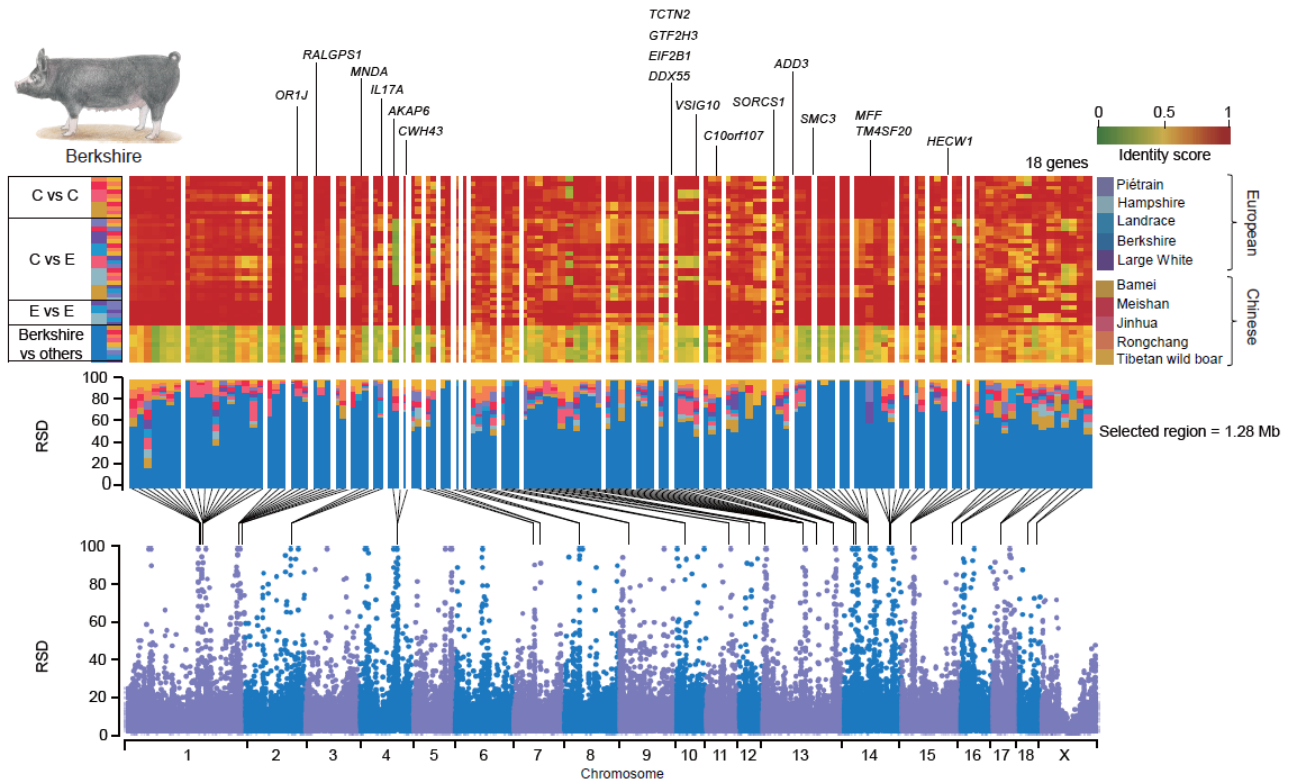 TCTN2
GTF2H3
EIF2B1
DDX55
RALGPS1
MNDA
IL17A
OR1J
AKAP6
CWH43
ADD3
VSIG10
SORCS1
SMC3
C10orf107
MFF
TM4SF20
HECW1
Berkshire
0 0.5 1
Identity score
18 genes
C vs C
C vs E
E vs E
Berkshire
vs others
Piétrain
Hampshire
Landrace
Berkshire
Large White
European
Bamei
Meishan
Jinhua
Rongchang
Tibetan wild boar
Chinese
100
80
60
40
20
0
RSD
Selected region = 1.28 Mb
100
80
60
40
20
0
RSD
1 2 3 4 5 6 7 8 9 10 11 12 13 14 15 16 17 18 X
Chromosome